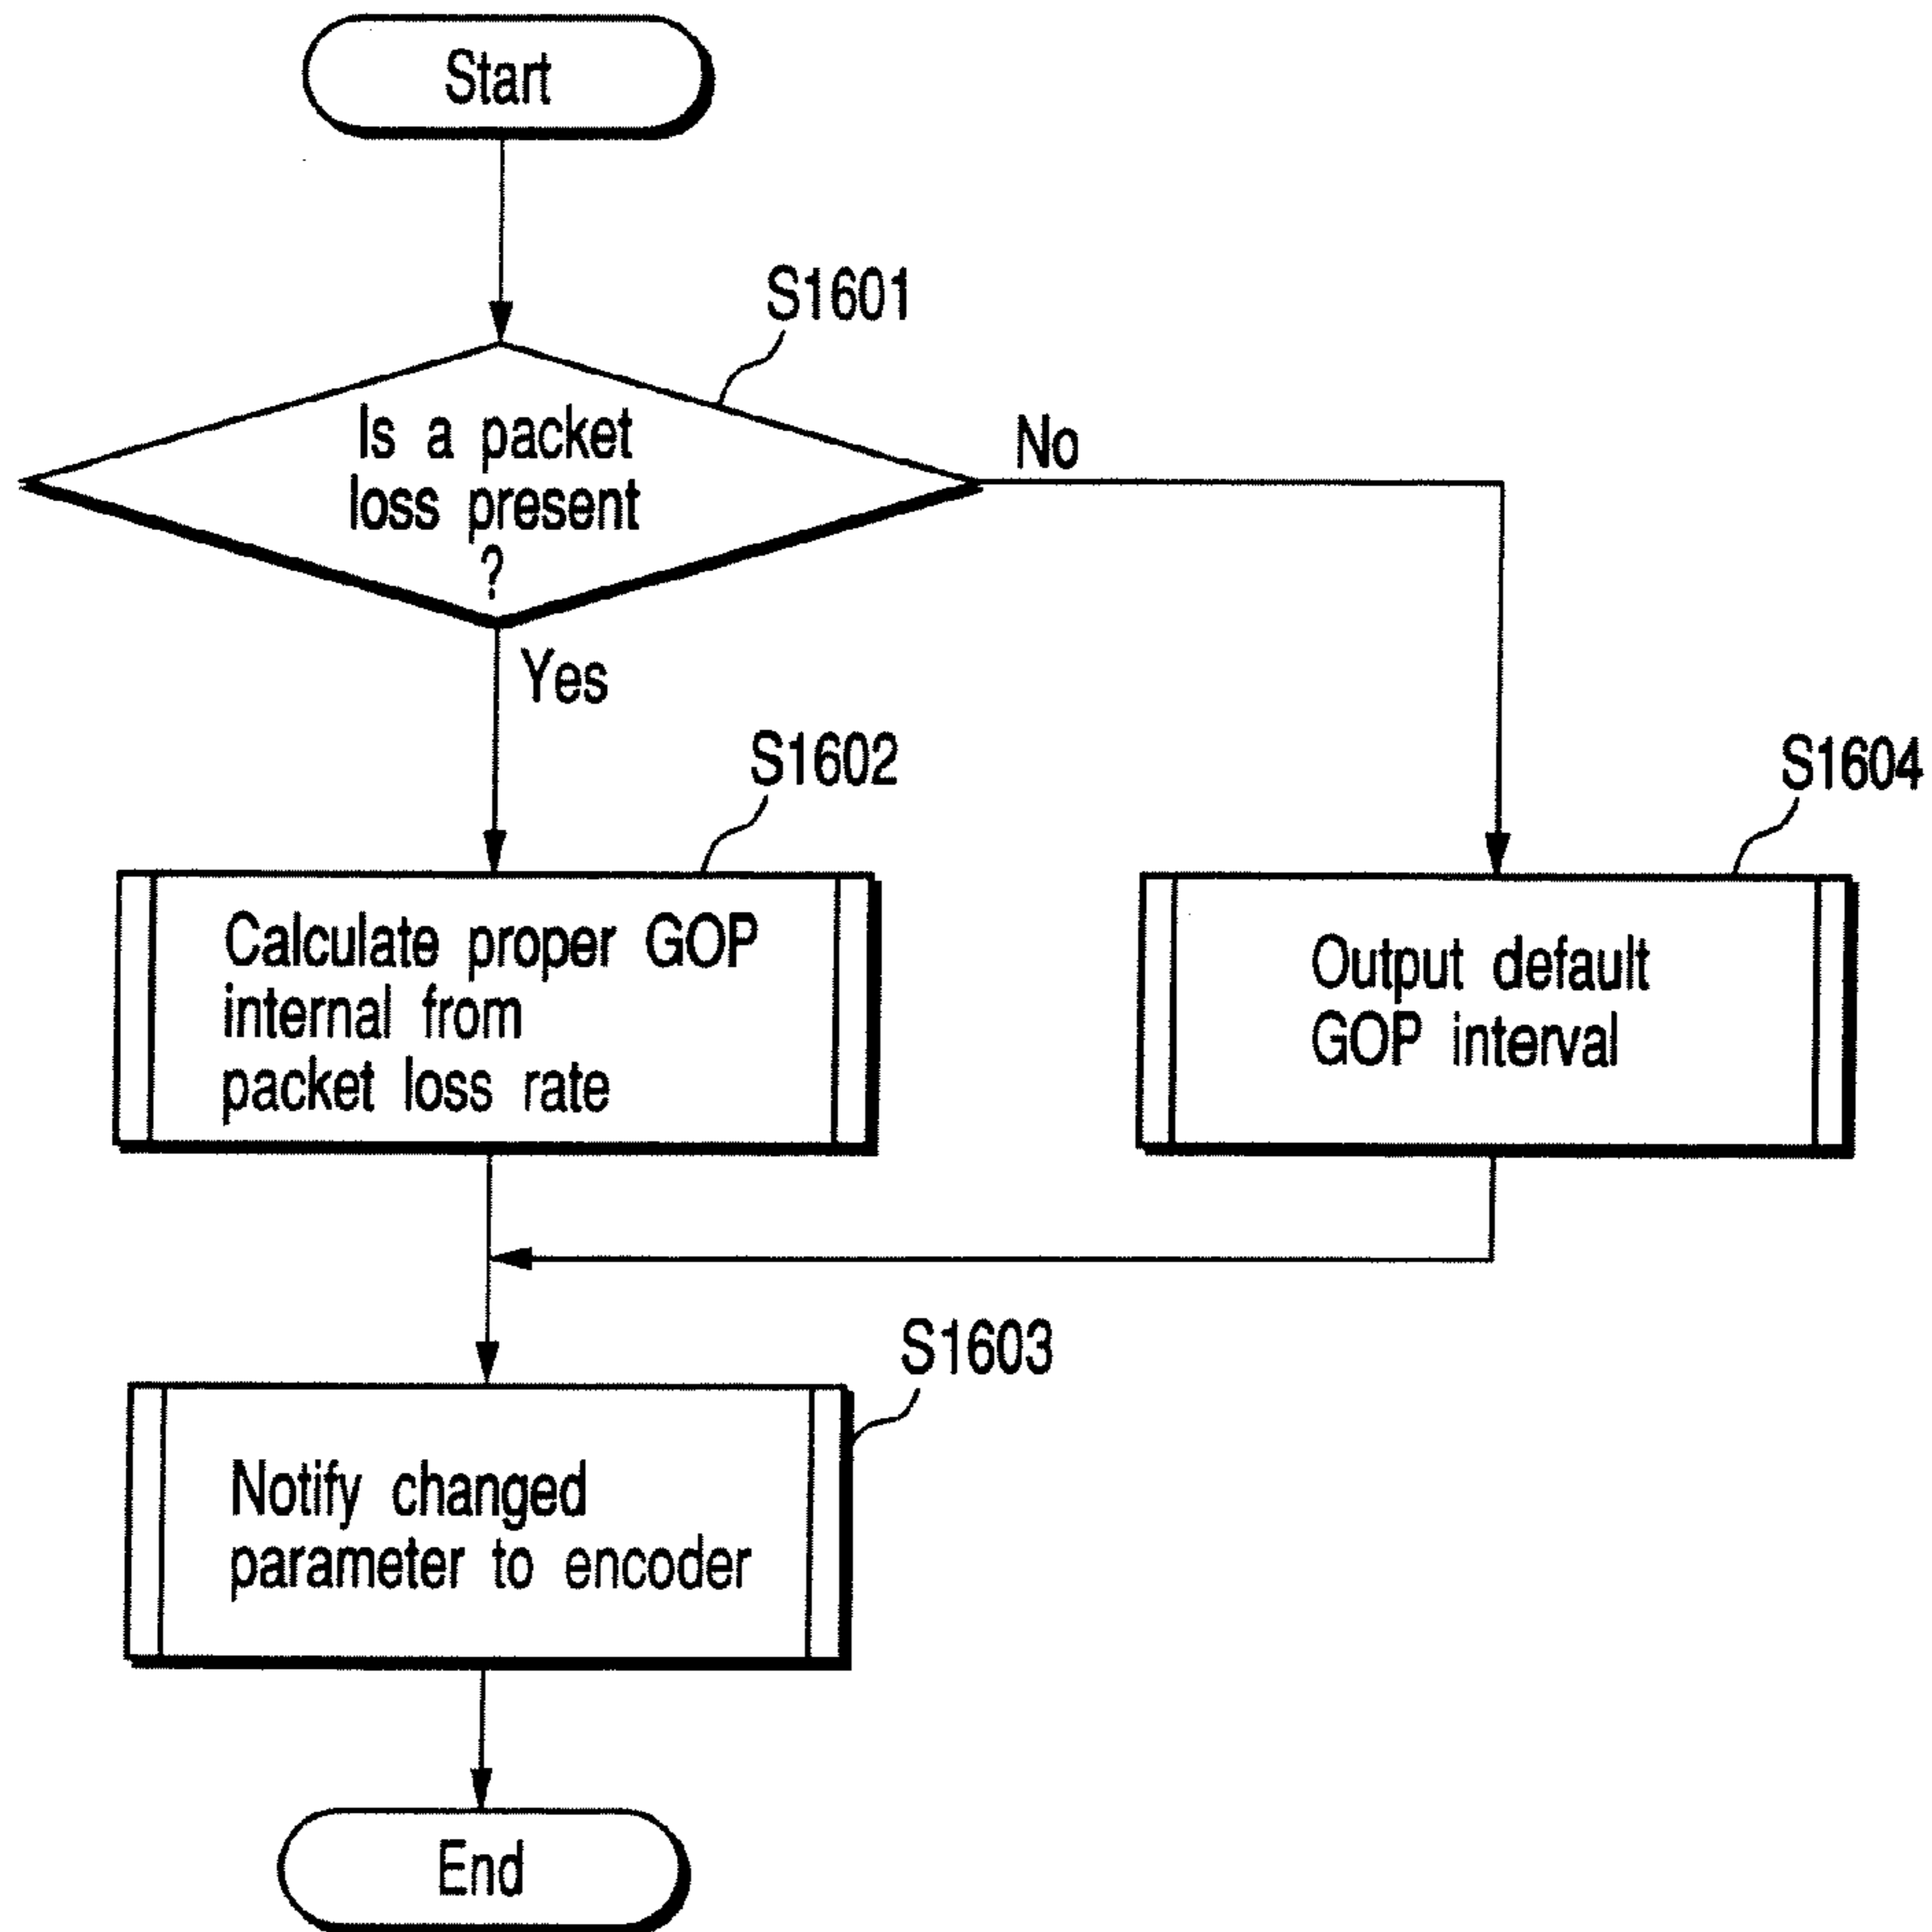 Start
S1601
Is a packet
loss present
?
No
Yes
S1602
Calculate proper GOP
internal from
packet loss rate
S1604
Output default
GOP interval
S1603
Notify changed
parameter to encoder
End